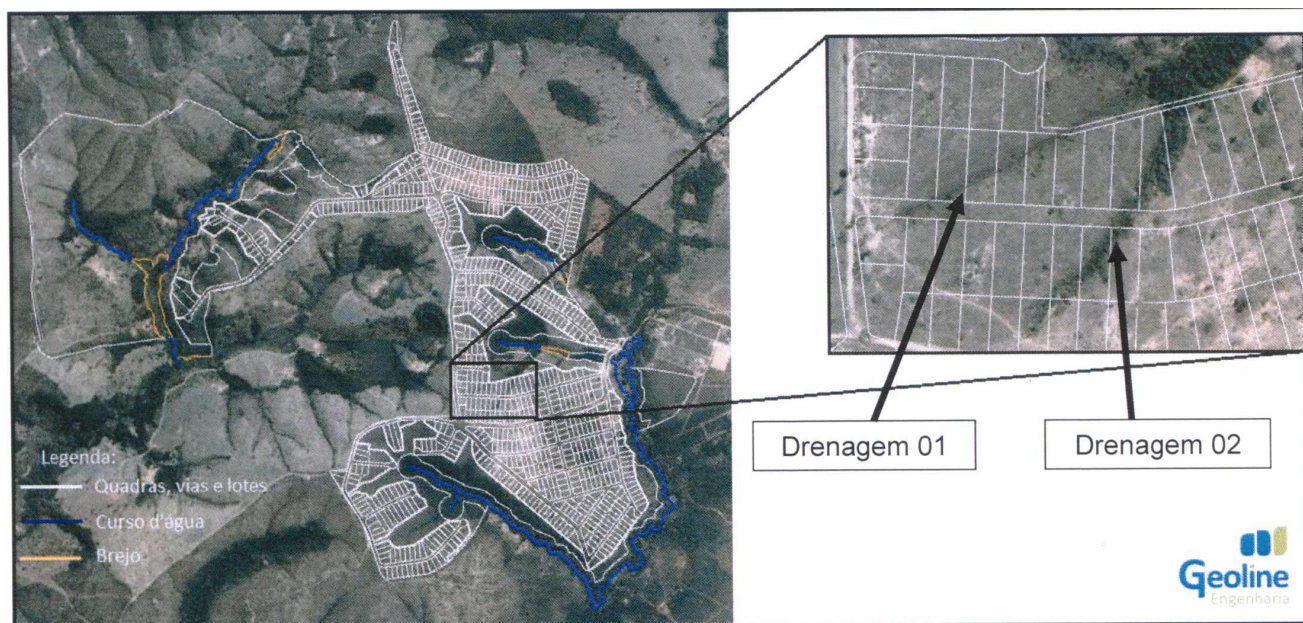 Legenda:
Quadras, vias e lotes
Curso d'água
Brejo
Drenagem 01
Drenagem 02
Geoline
Engenharia